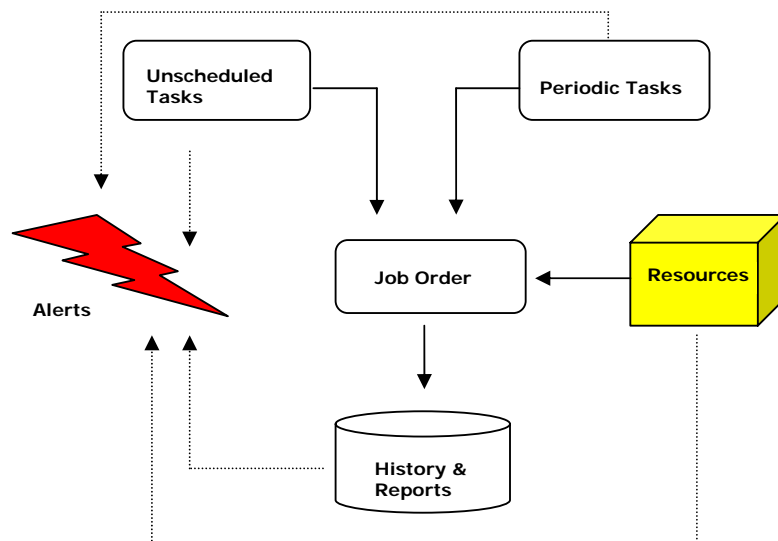 Unscheduled
Tasks
Periodic Tasks
Job Order
Resources
Alerts
History &
Reports